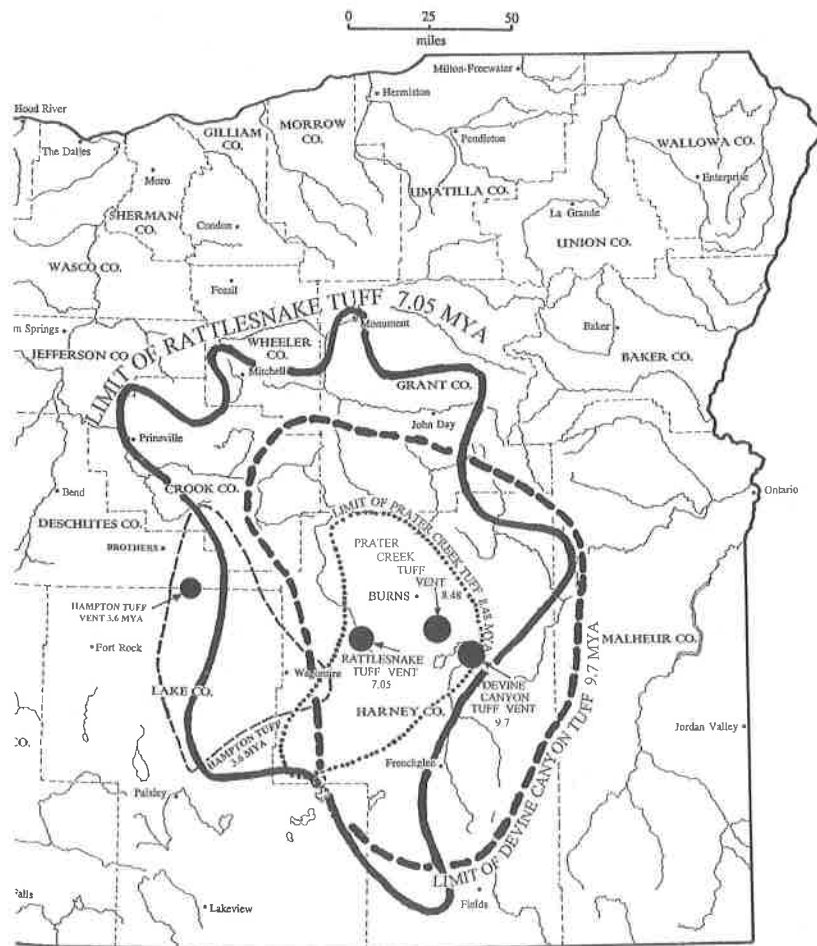 0 25 50
miles
Milton-Freewater
Hermiston
Hood River
GILLIAM
CO.
MORROW
CO.
Pendleton
WALLOWA CO.
The Dalles
Moro
Enterprise
UMATILLA CO.
SHERMAN
CO.
Condon
La Grande
UNION CO.
WASCO CO.
Fossil
LIMIT OF RATTLESNAKE TUFF 7.05 MYA
m Springs
Monument
Baker
JEFFERSON CO
WHEELER
CO.
Mitchell
BAKER CO.
GRANT CO.
John Day
Prineville
CROOK CO.
Bend
Ontario
DESCHUTES CO.
LIMIT OF PRATER CREEK TUFF 8.48 MYA
BROTHERS
PRATER
CREEK
TUFF
VENT
8.48
BURNS
HAMPTON TUFF
VENT 3.6 MYA
Fort Rock
RATTLESNAKE
TUFF VENT
7.05
MALHEUR CO.
Wagontire
DEVINE
CANYON
TUFF VENT
9.7
LAKE CO.
HARNEY CO.
Jordan Valley
CO.
HAMPTON TUFF
3.6 MYA
Frenchglen
LIMIT OF DEVINE CANYON TUFF 9.7 MYA
Paisley
Falls
Lakeview
Fields